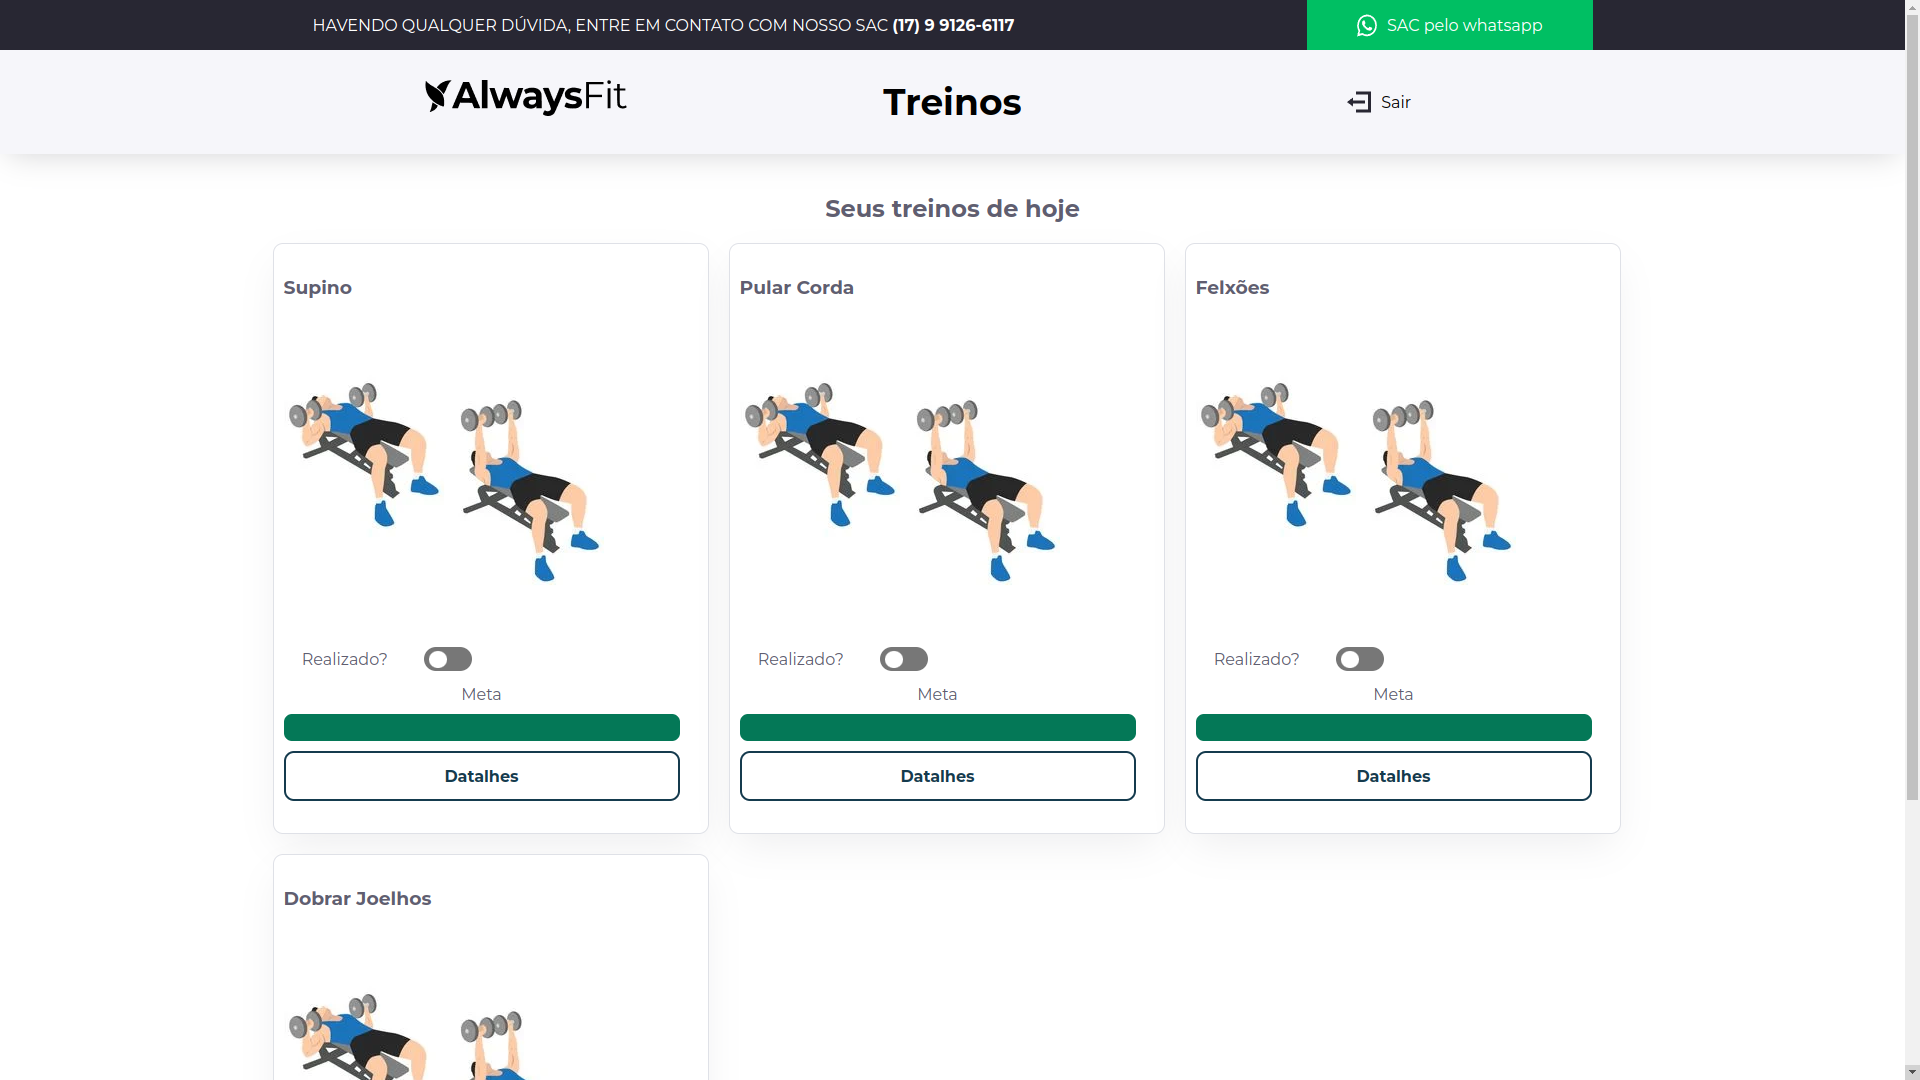 HAVENDO QUALQUER DÚVIDA, ENTRE EM CONTATO COM NOSSO SAC (17) 9 9126-6117
SAC pelo whatsapp
AlwaysFit
Treinos
Sair
Seus treinos de hoje
Supino
Pular Corda
Felxões
Realizado?
Realizado?
Realizado?
Meta
Meta
Meta
Datalhes
Datalhes
Datalhes
Dobrar Joelhos